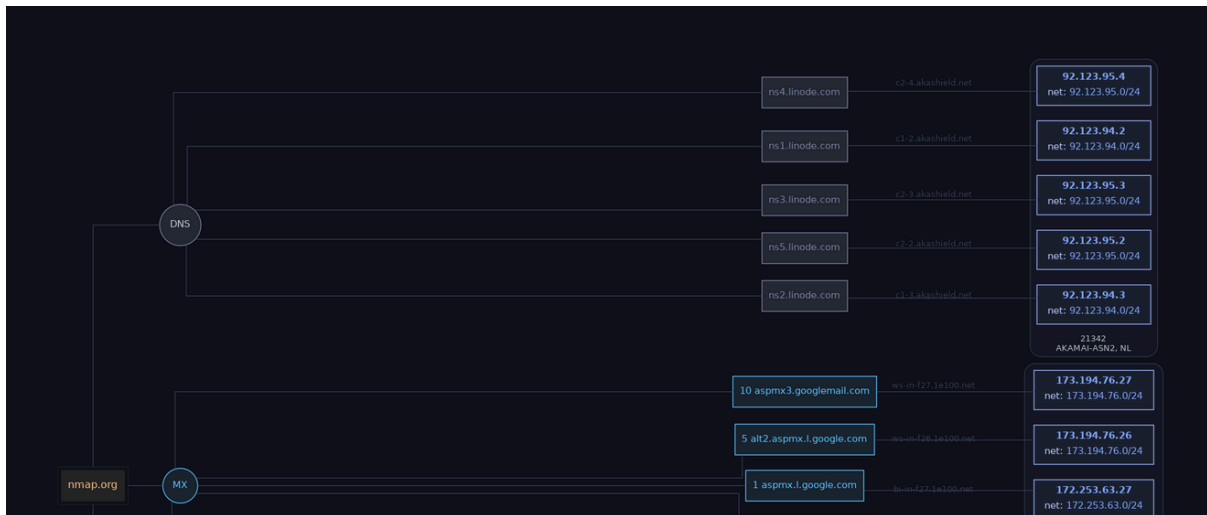 ns4.linode.com
c2-4.akashield.net
92.123.95.4
net: 92.123.95.0/24
ns1.linode.com
c1-2.akashield.net
92.123.94.2
net: 92.123.94.0/24
ns3.linode.com
c2-3.akashield.net
92.123.95.3
net: 92.123.95.0/24
DNS
ns5.linode.com
c2-2.akashield.net
92.123.95.2
net: 92.123.95.0/24
ns2.linode.com
c1-3.akashield.net
92.123.94.3
net: 92.123.94.0/24
21342
AKAMAI-ASN2, NL
10 aspmx3.googlemail.com
ws-in-f27.1e100.net
173.194.76.27
net: 173.194.76.0/24
5 alt2.aspmx.l.google.com
ws-in-f26.1e100.net
173.194.76.26
net: 173.194.76.0/24
nmap.org
MX
1 aspmx.l.google.com
bi-in-f27.1e100.net
172.253.63.27
net: 172.253.63.0/24